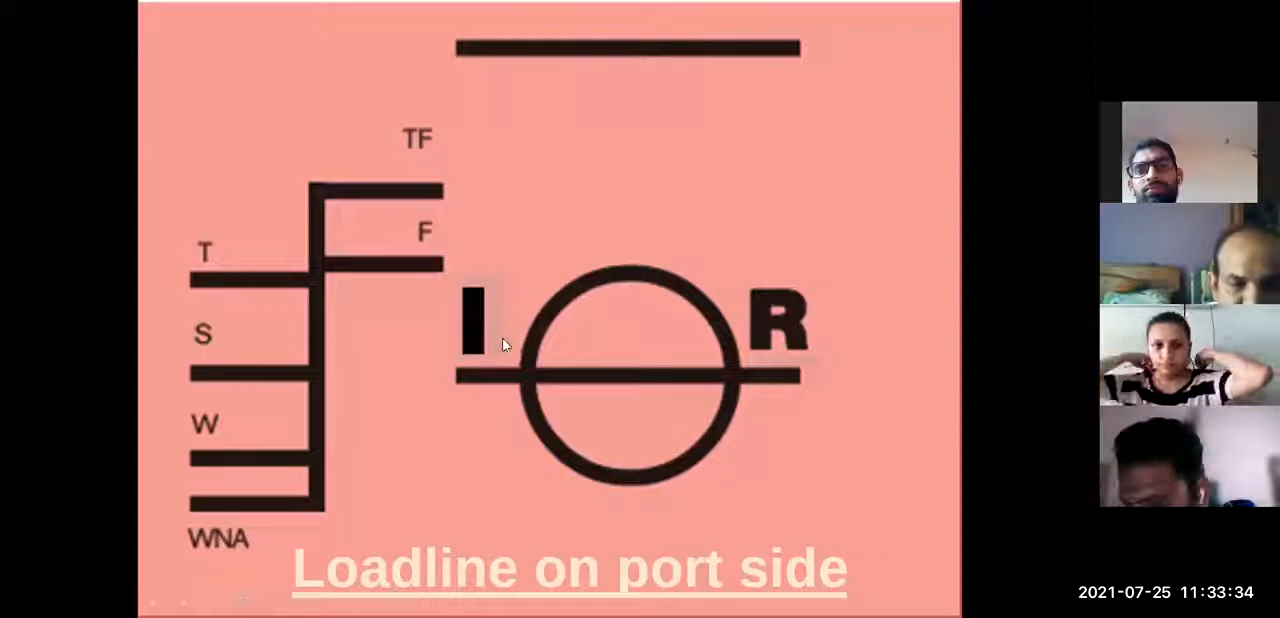 TF
F
T
S
W
WNA
I R
Loadline on port side
2021-07-25 11:33:34